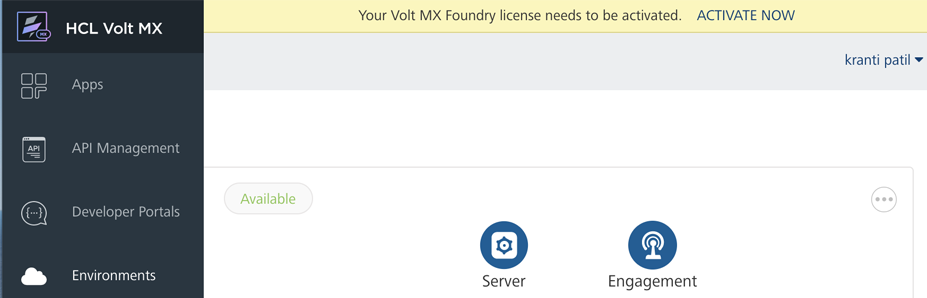 HCL Volt MX
Your Volt MX Foundry license needs to be activated. ACTIVATE NOW
kranti patil
Apps
API
API Management
Developer Portals
Environments
Available
Server
Engagement